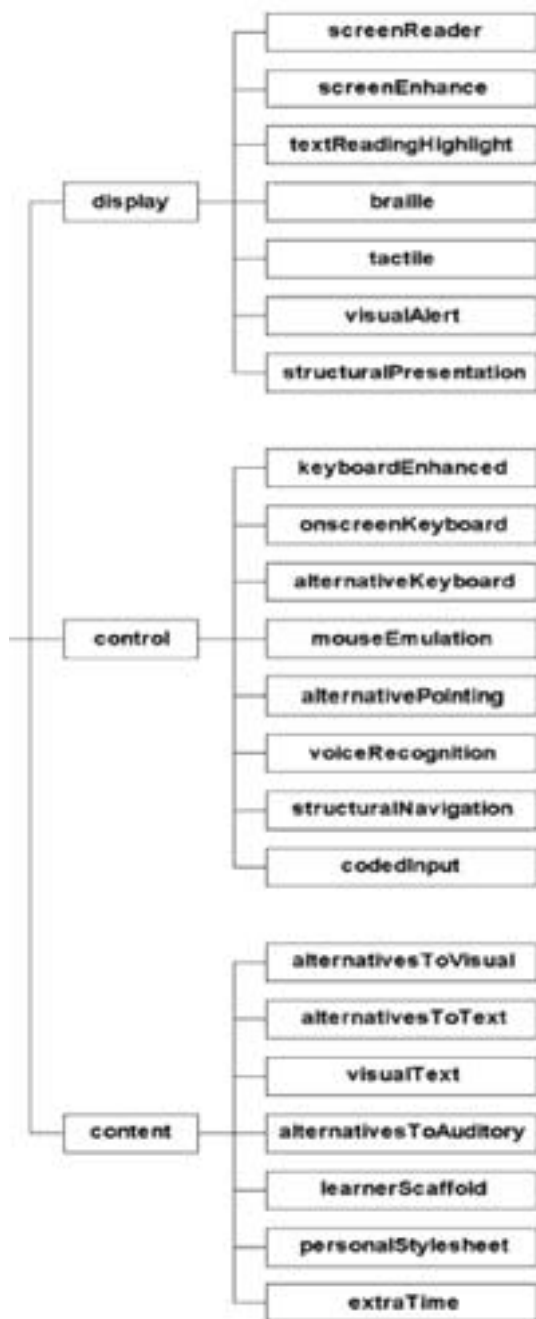 screenReader
screenEnhance
textReadingHighlight
display
braille
tactile
visualAlert
structuralPresentation
keyboardEnhanced
onscreenKeyboard
alternativeKeyboard
control
mouseEmulation
alternativePointing
voiceRecognition
structuralNavigation
codedInput
alternativesToVisual
alternativesToText
visualText
content
alternativesToAuditory
learnerScaffold
personalStylesheet
extraTime